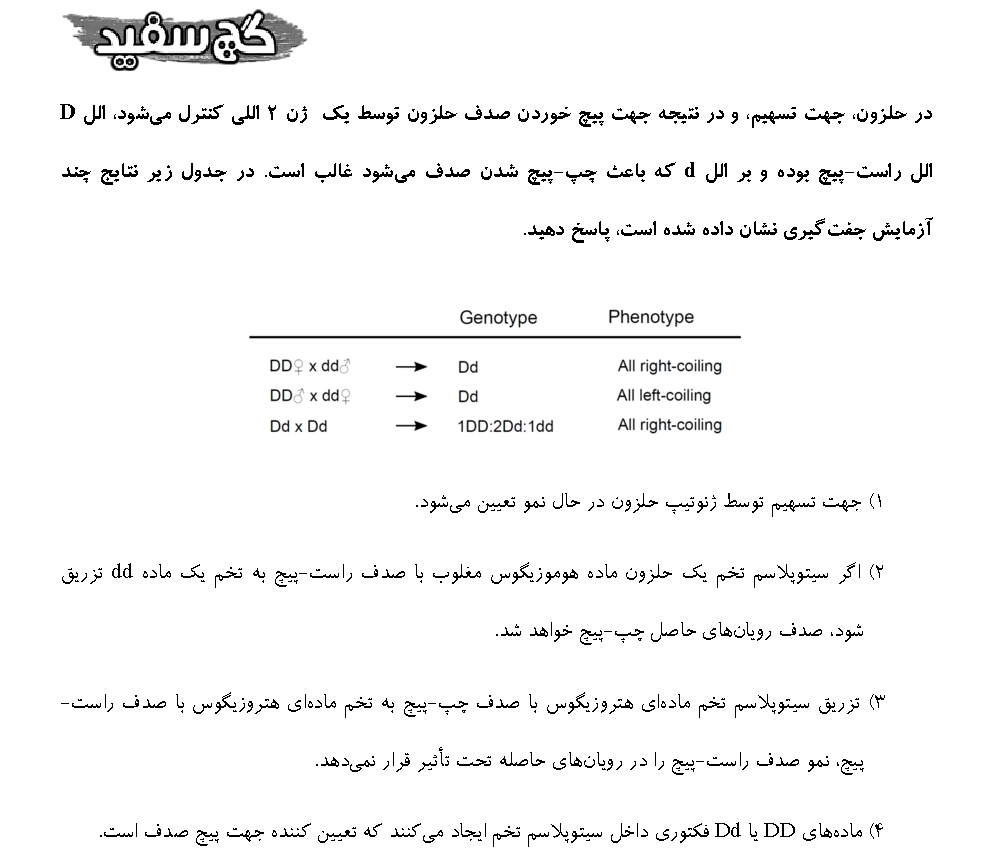 گچ سفید
در حلزون، جهت تسهیم، و در نتیجه جهت پیچ خوردن صدف حلزون توسط یک ژن ۲ اللی کنترل می‌شود، الل D
الل راست-پیچ بوده و بر الل d که باعث چپ-پیچ شدن صدف می‌شود غالب است. در جدول زیر نتایج چند
آزمایش جفت‌گیری نشان داده شده است، پاسخ دهید.
Genotype Phenotype
DD♀ x dd♂ → Dd All right-coiling
DD♂ x dd♀ → Dd All left-coiling
Dd x Dd → 1DD:2Dd:1dd All right-coiling
۱) جهت تسهیم توسط ژنوتیپ حلزون در حال نمو تعیین می‌شود.
۲) اگر سیتوپلاسم تخم یک حلزون ماده هوموزیگوس مغلوب با صدف راست-پیچ به تخم یک ماده dd تزریق
شود، صدف رویان‌های حاصل چپ-پیچ خواهد شد.
۳) تزریق سیتوپلاسم تخم ماده‌ای هتروزیگوس با صدف چپ-پیچ به تخم ماده‌ای هتروزیگوس با صدف راست-
پیچ، نمو صدف راست-پیچ را در رویان‌های حاصله تحت تأثیر قرار نمی‌دهد.
۴) ماده‌های DD یا Dd فکتوری داخل سیتوپلاسم تخم ایجاد می‌کنند که تعیین کننده جهت پیچ صدف است.